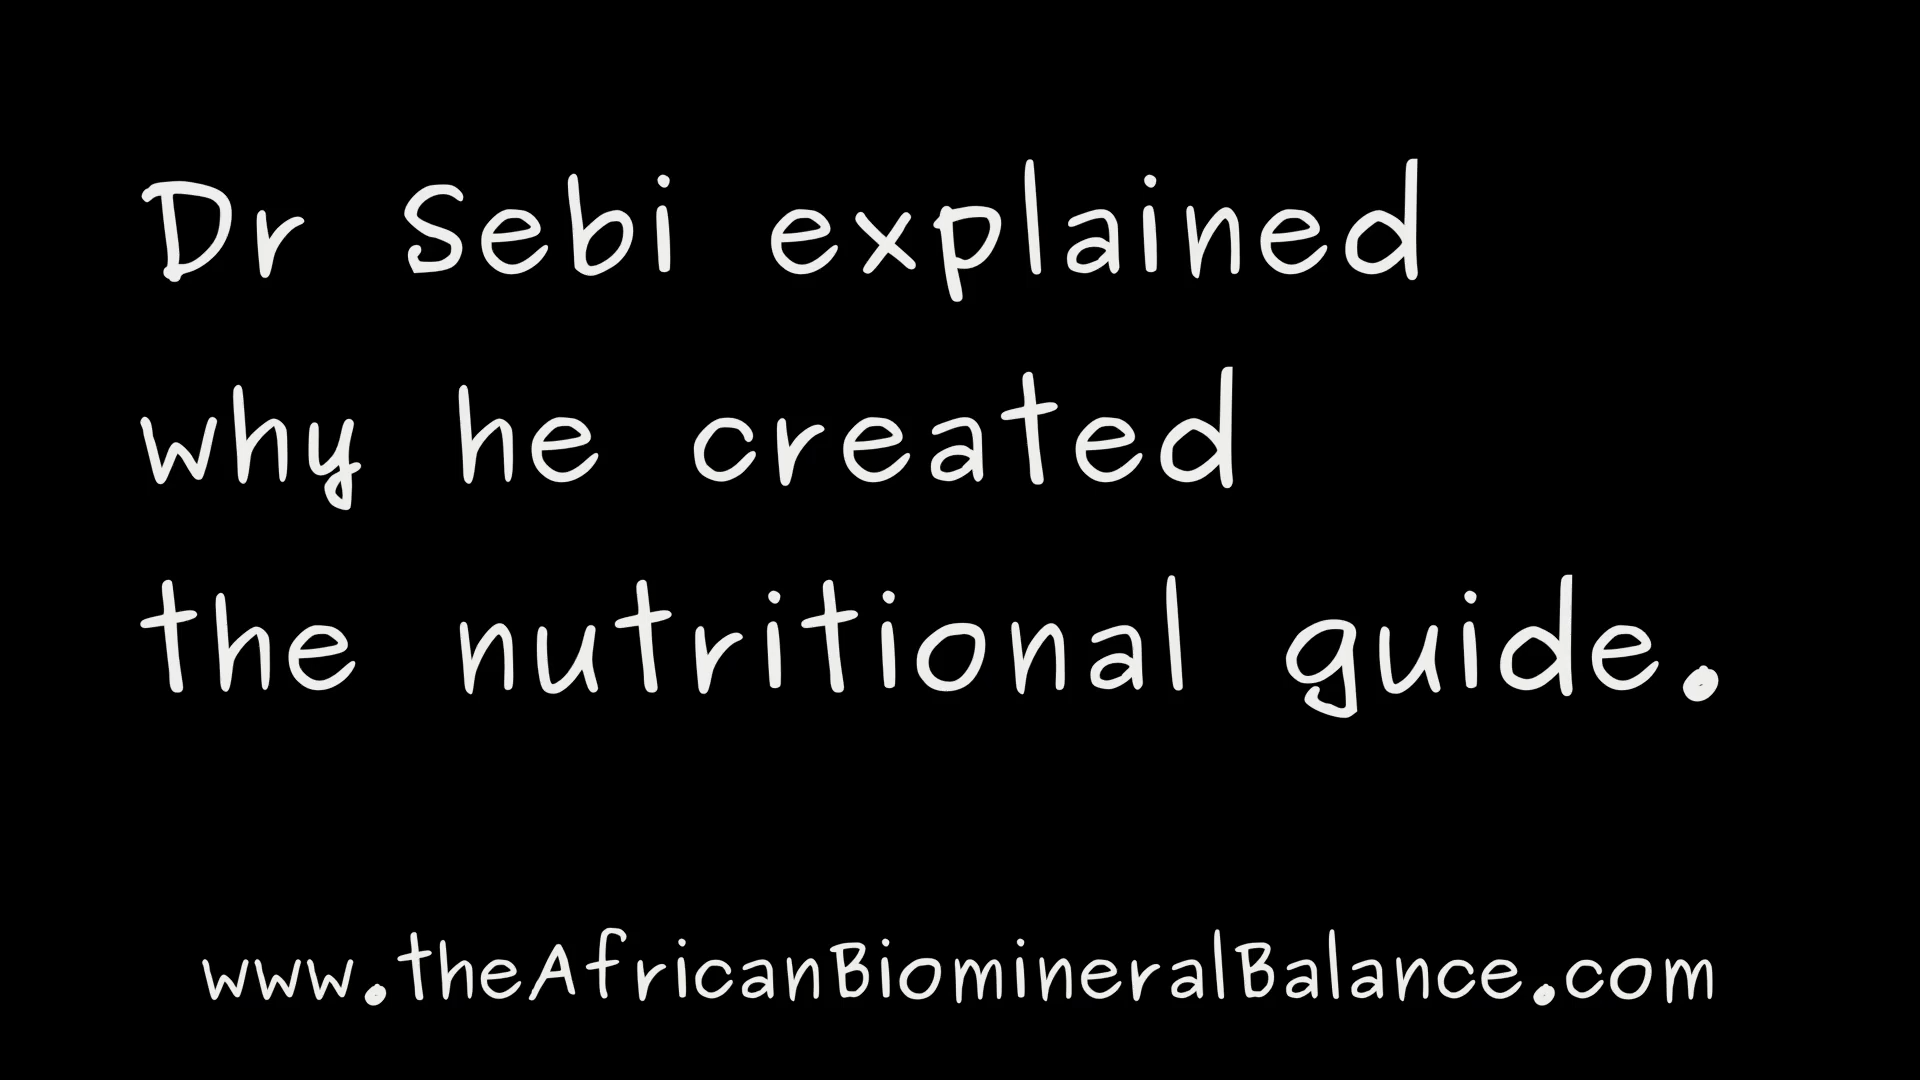 Dr Sebi explained
why he created
the nutritional guide.
www.theAfricanBiomineralBalance.com